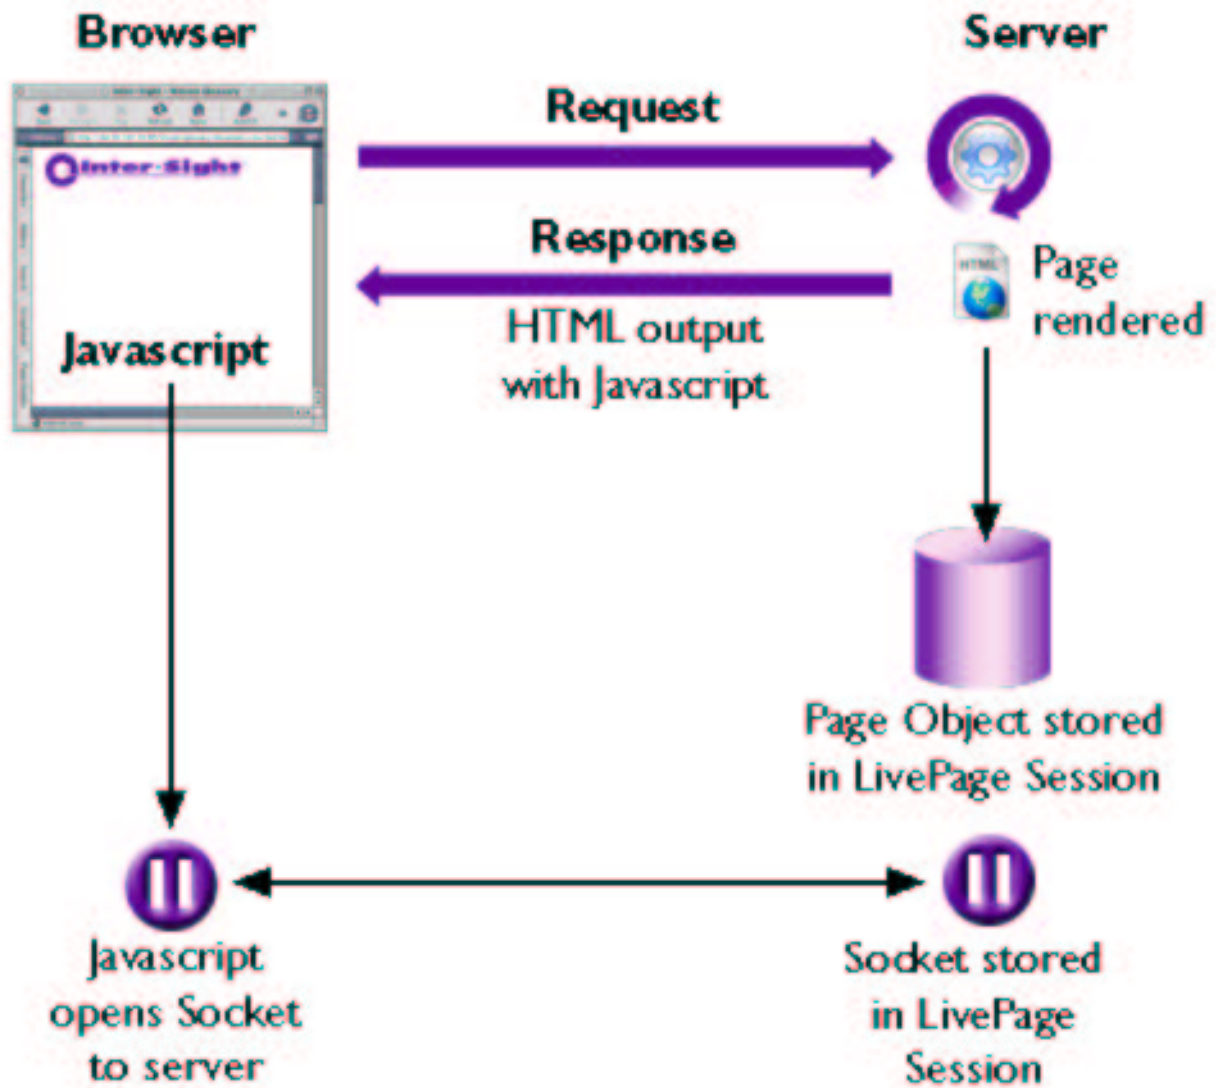 Browser
Server
Request
Inter-Sight
Response
HTML
Page
rendered
HTML output
with Javascript
Javascript
Page Object stored
in LivePage Session
Javascript
opens Socket
to server
Socket stored
in LivePage
Session